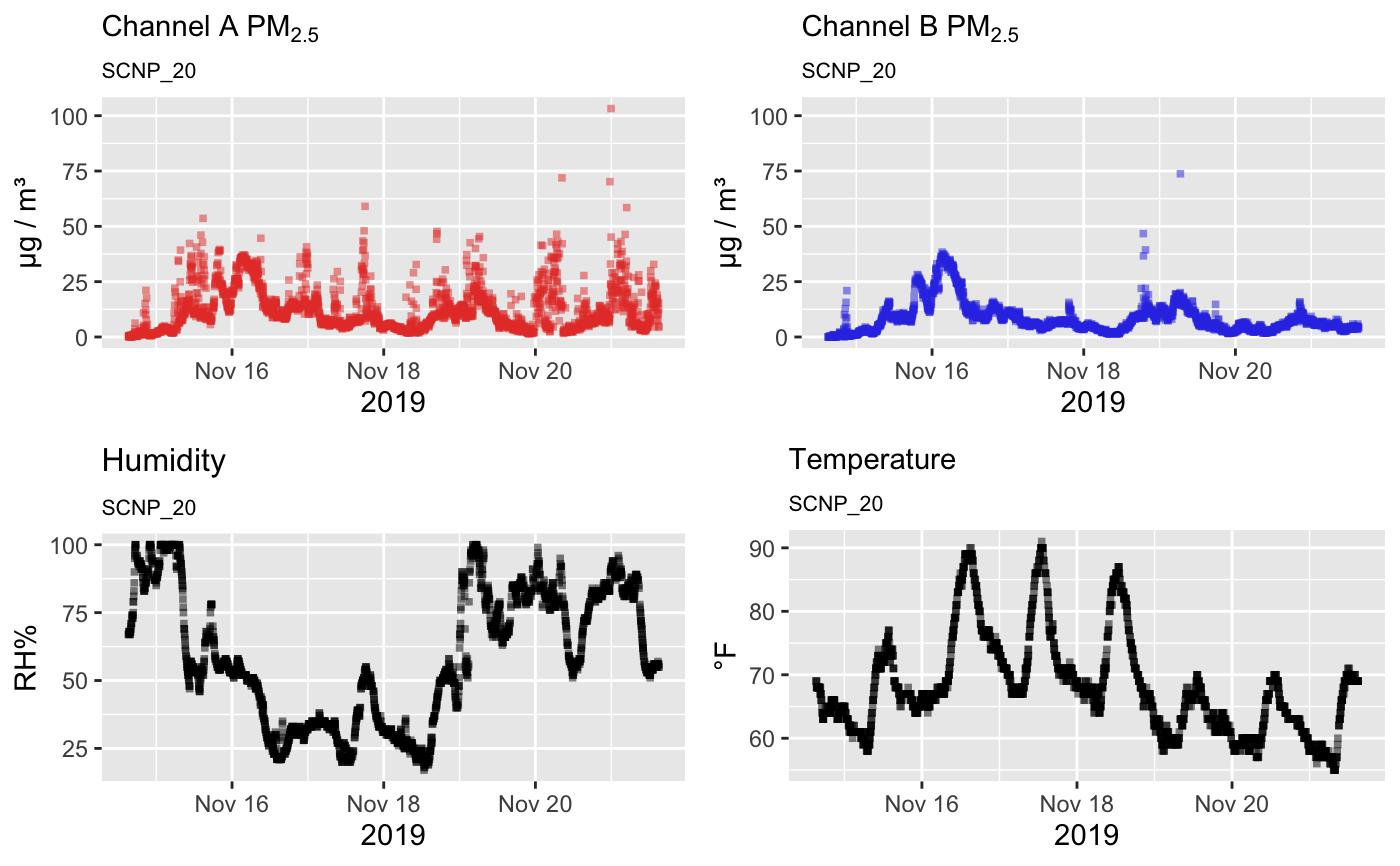 Channel A PM2.5
SCNP_20
100
75
50
25
0
µg / m³
Nov 16 Nov 18 Nov 20
2019
Channel B PM2.5
SCNP_20
100
75
50
25
0
µg / m³
Nov 16 Nov 18 Nov 20
2019
Humidity
SCNP_20
100
75
50
25
RH%
Nov 16 Nov 18 Nov 20
2019
Temperature
SCNP_20
90
80
70
60
°F
Nov 16 Nov 18 Nov 20
2019